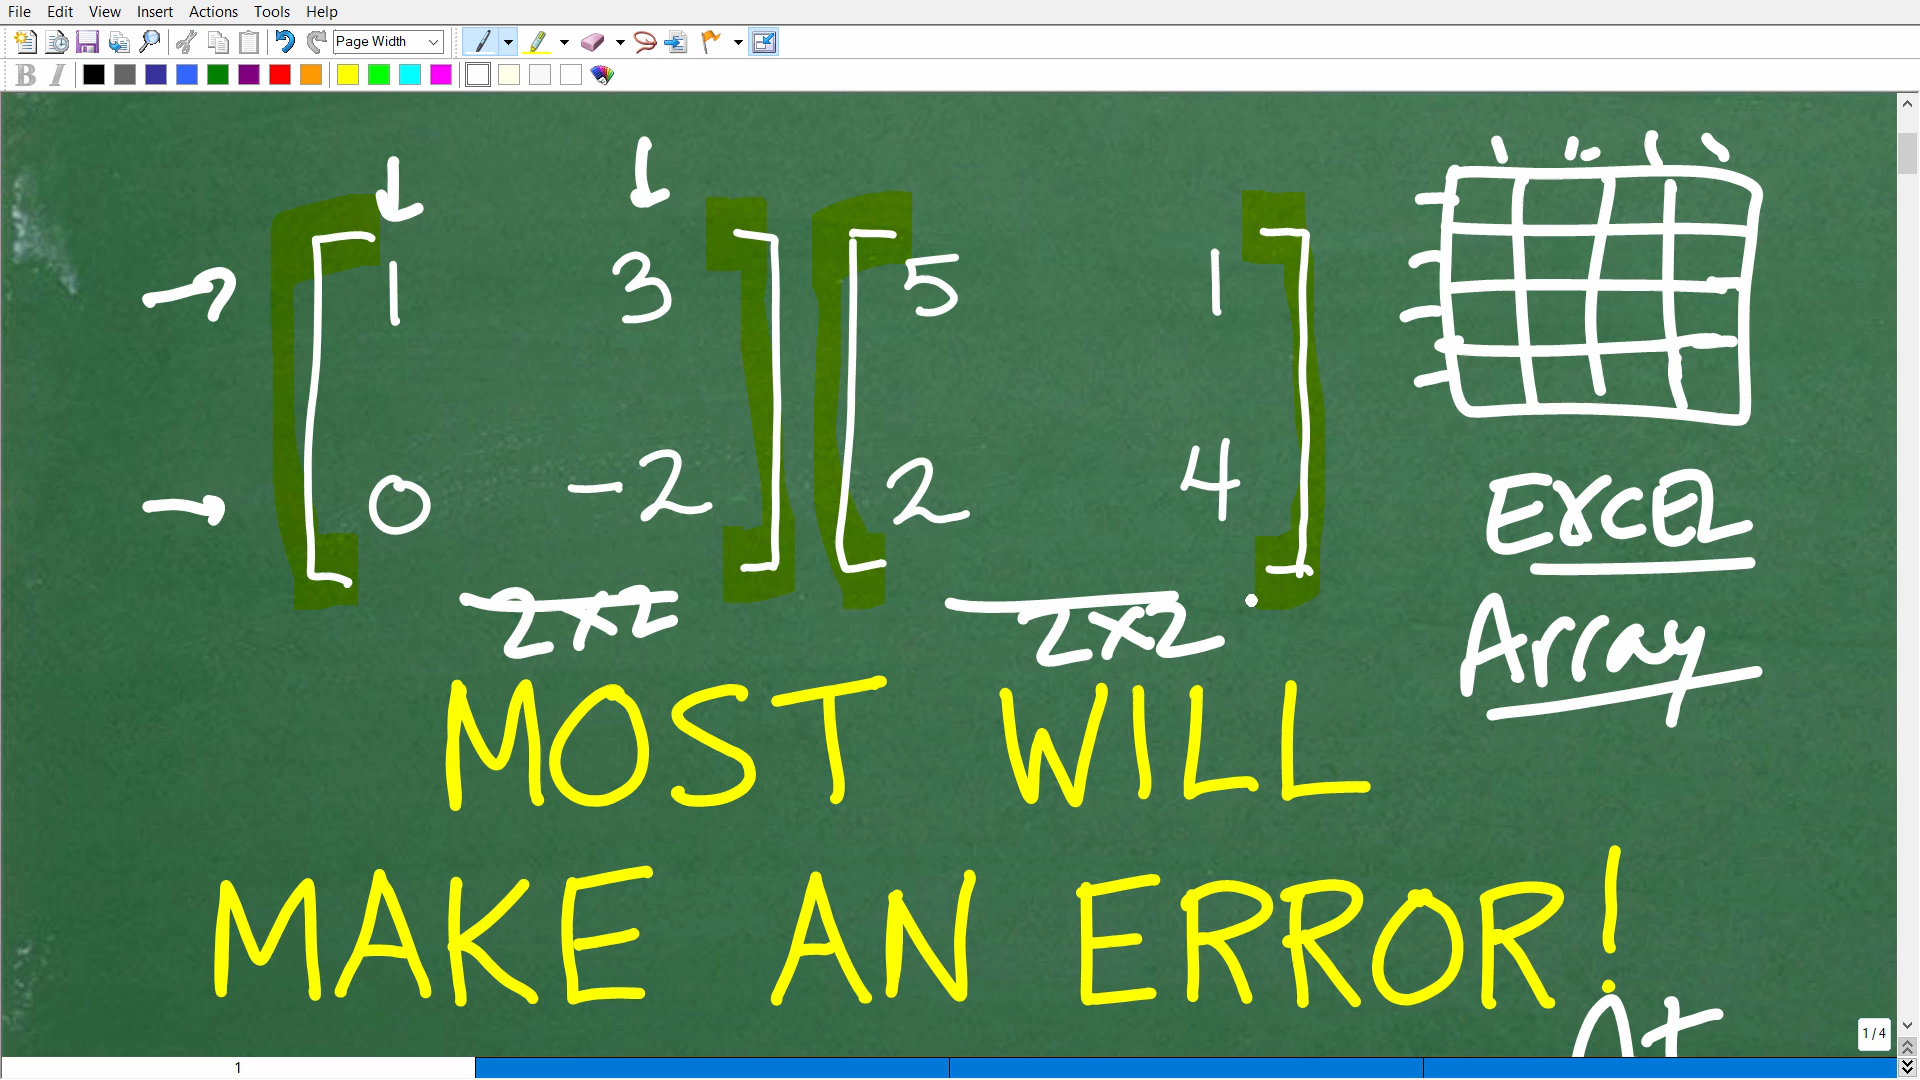 File Edit View Insert Actions Tools Help
Page Width
B I
1 3 5 1
0 -2 2 4
2x2 2x2
EXCEL
Array
MOST WILL
MAKE AN ERROR!
1 / 4
1